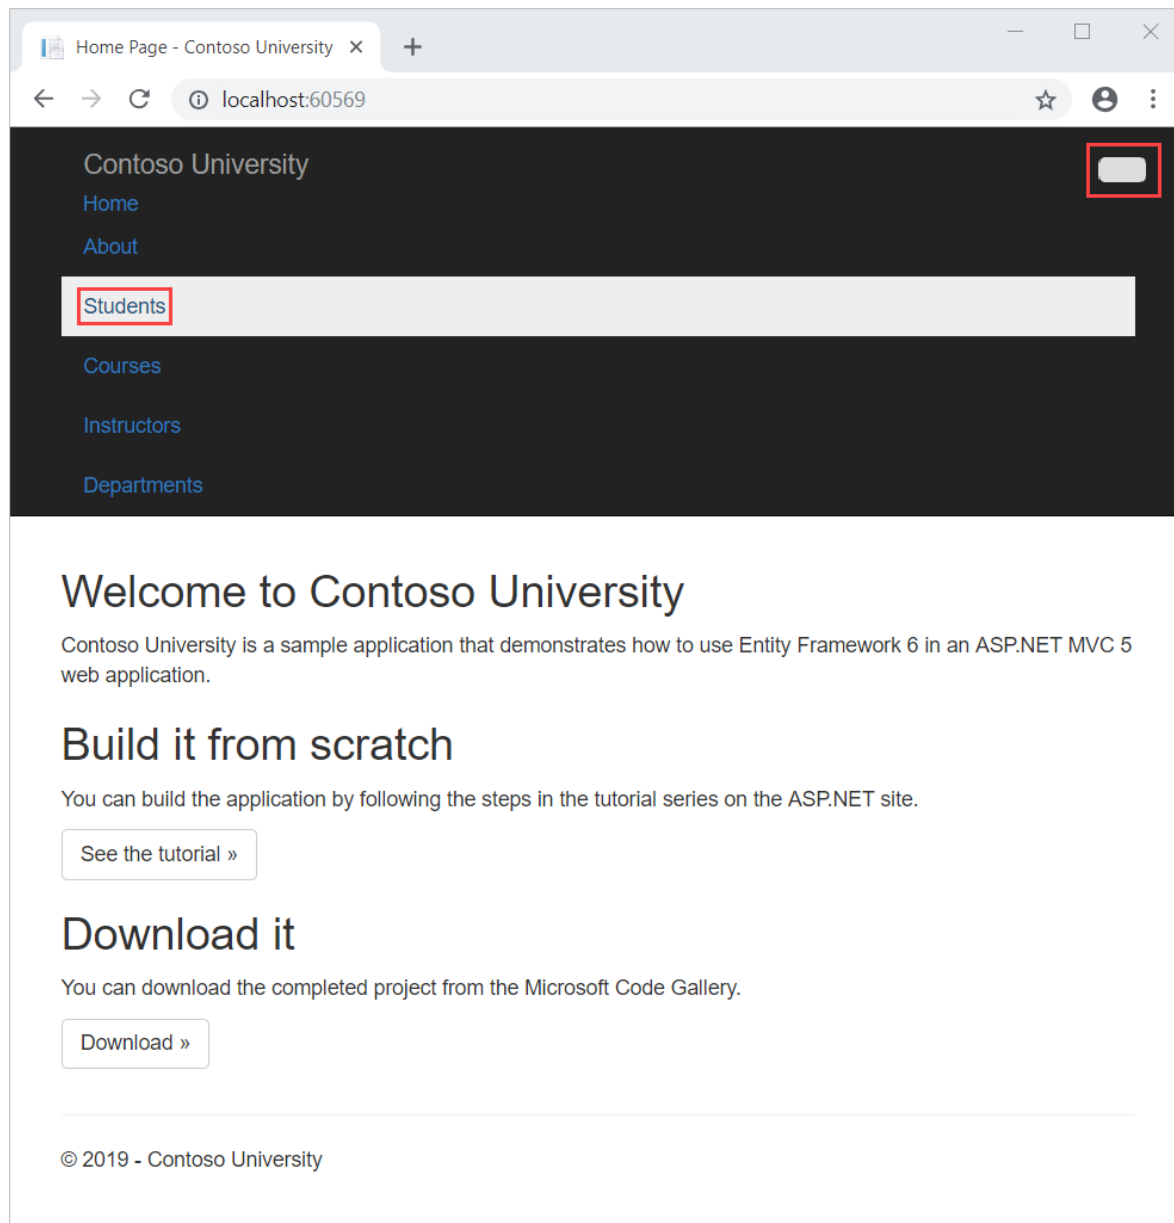 Home Page - Contoso University
localhost:60569
Contoso University
Home
About
Students
Courses
Instructors
Departments
Welcome to Contoso University
Contoso University is a sample application that demonstrates how to use Entity Framework 6 in an ASP.NET MVC 5
web application.
Build it from scratch
You can build the application by following the steps in the tutorial series on the ASP.NET site.
See the tutorial »
Download it
You can download the completed project from the Microsoft Code Gallery.
Download »
© 2019 - Contoso University